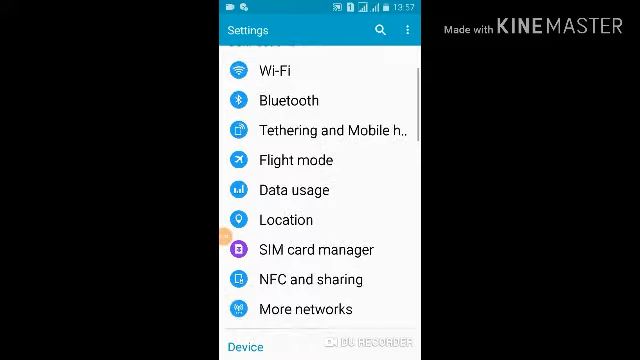 13:57
Settings
Made with KINEMASTER
Wi-Fi
Bluetooth
Tethering and Mobile h..
Flight mode
Data usage
Location
SIM card manager
NFC and sharing
More networks
DU RECORDER
Device